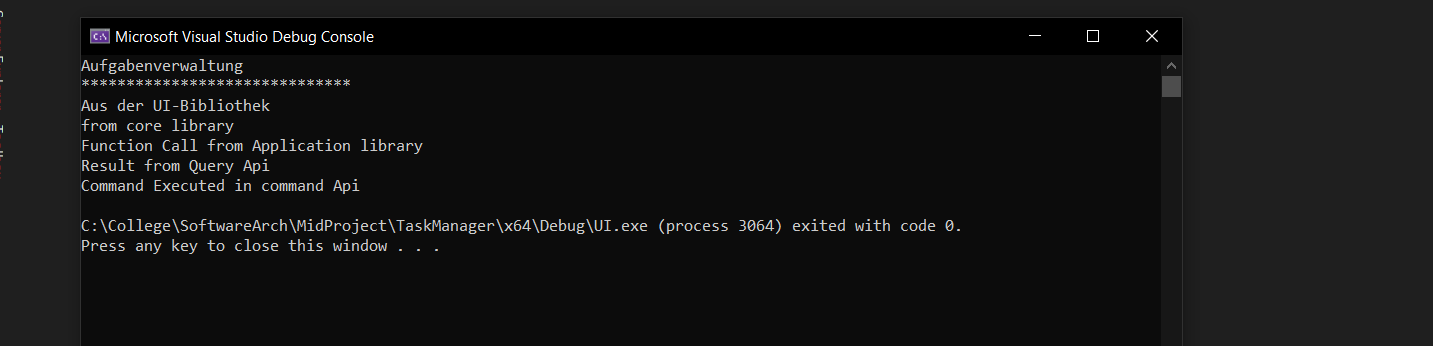 Microsoft Visual Studio Debug Console
Aufgabenverwaltung
******************************
Aus der UI-Bibliothek
from core library
Function Call from Application library
Result from Query Api
Command Executed in command Api
C:\College\SoftwareArch\MidProject\TaskManager\x64\Debug\UI.exe (process 3064) exited with code 0.
Press any key to close this window . . .